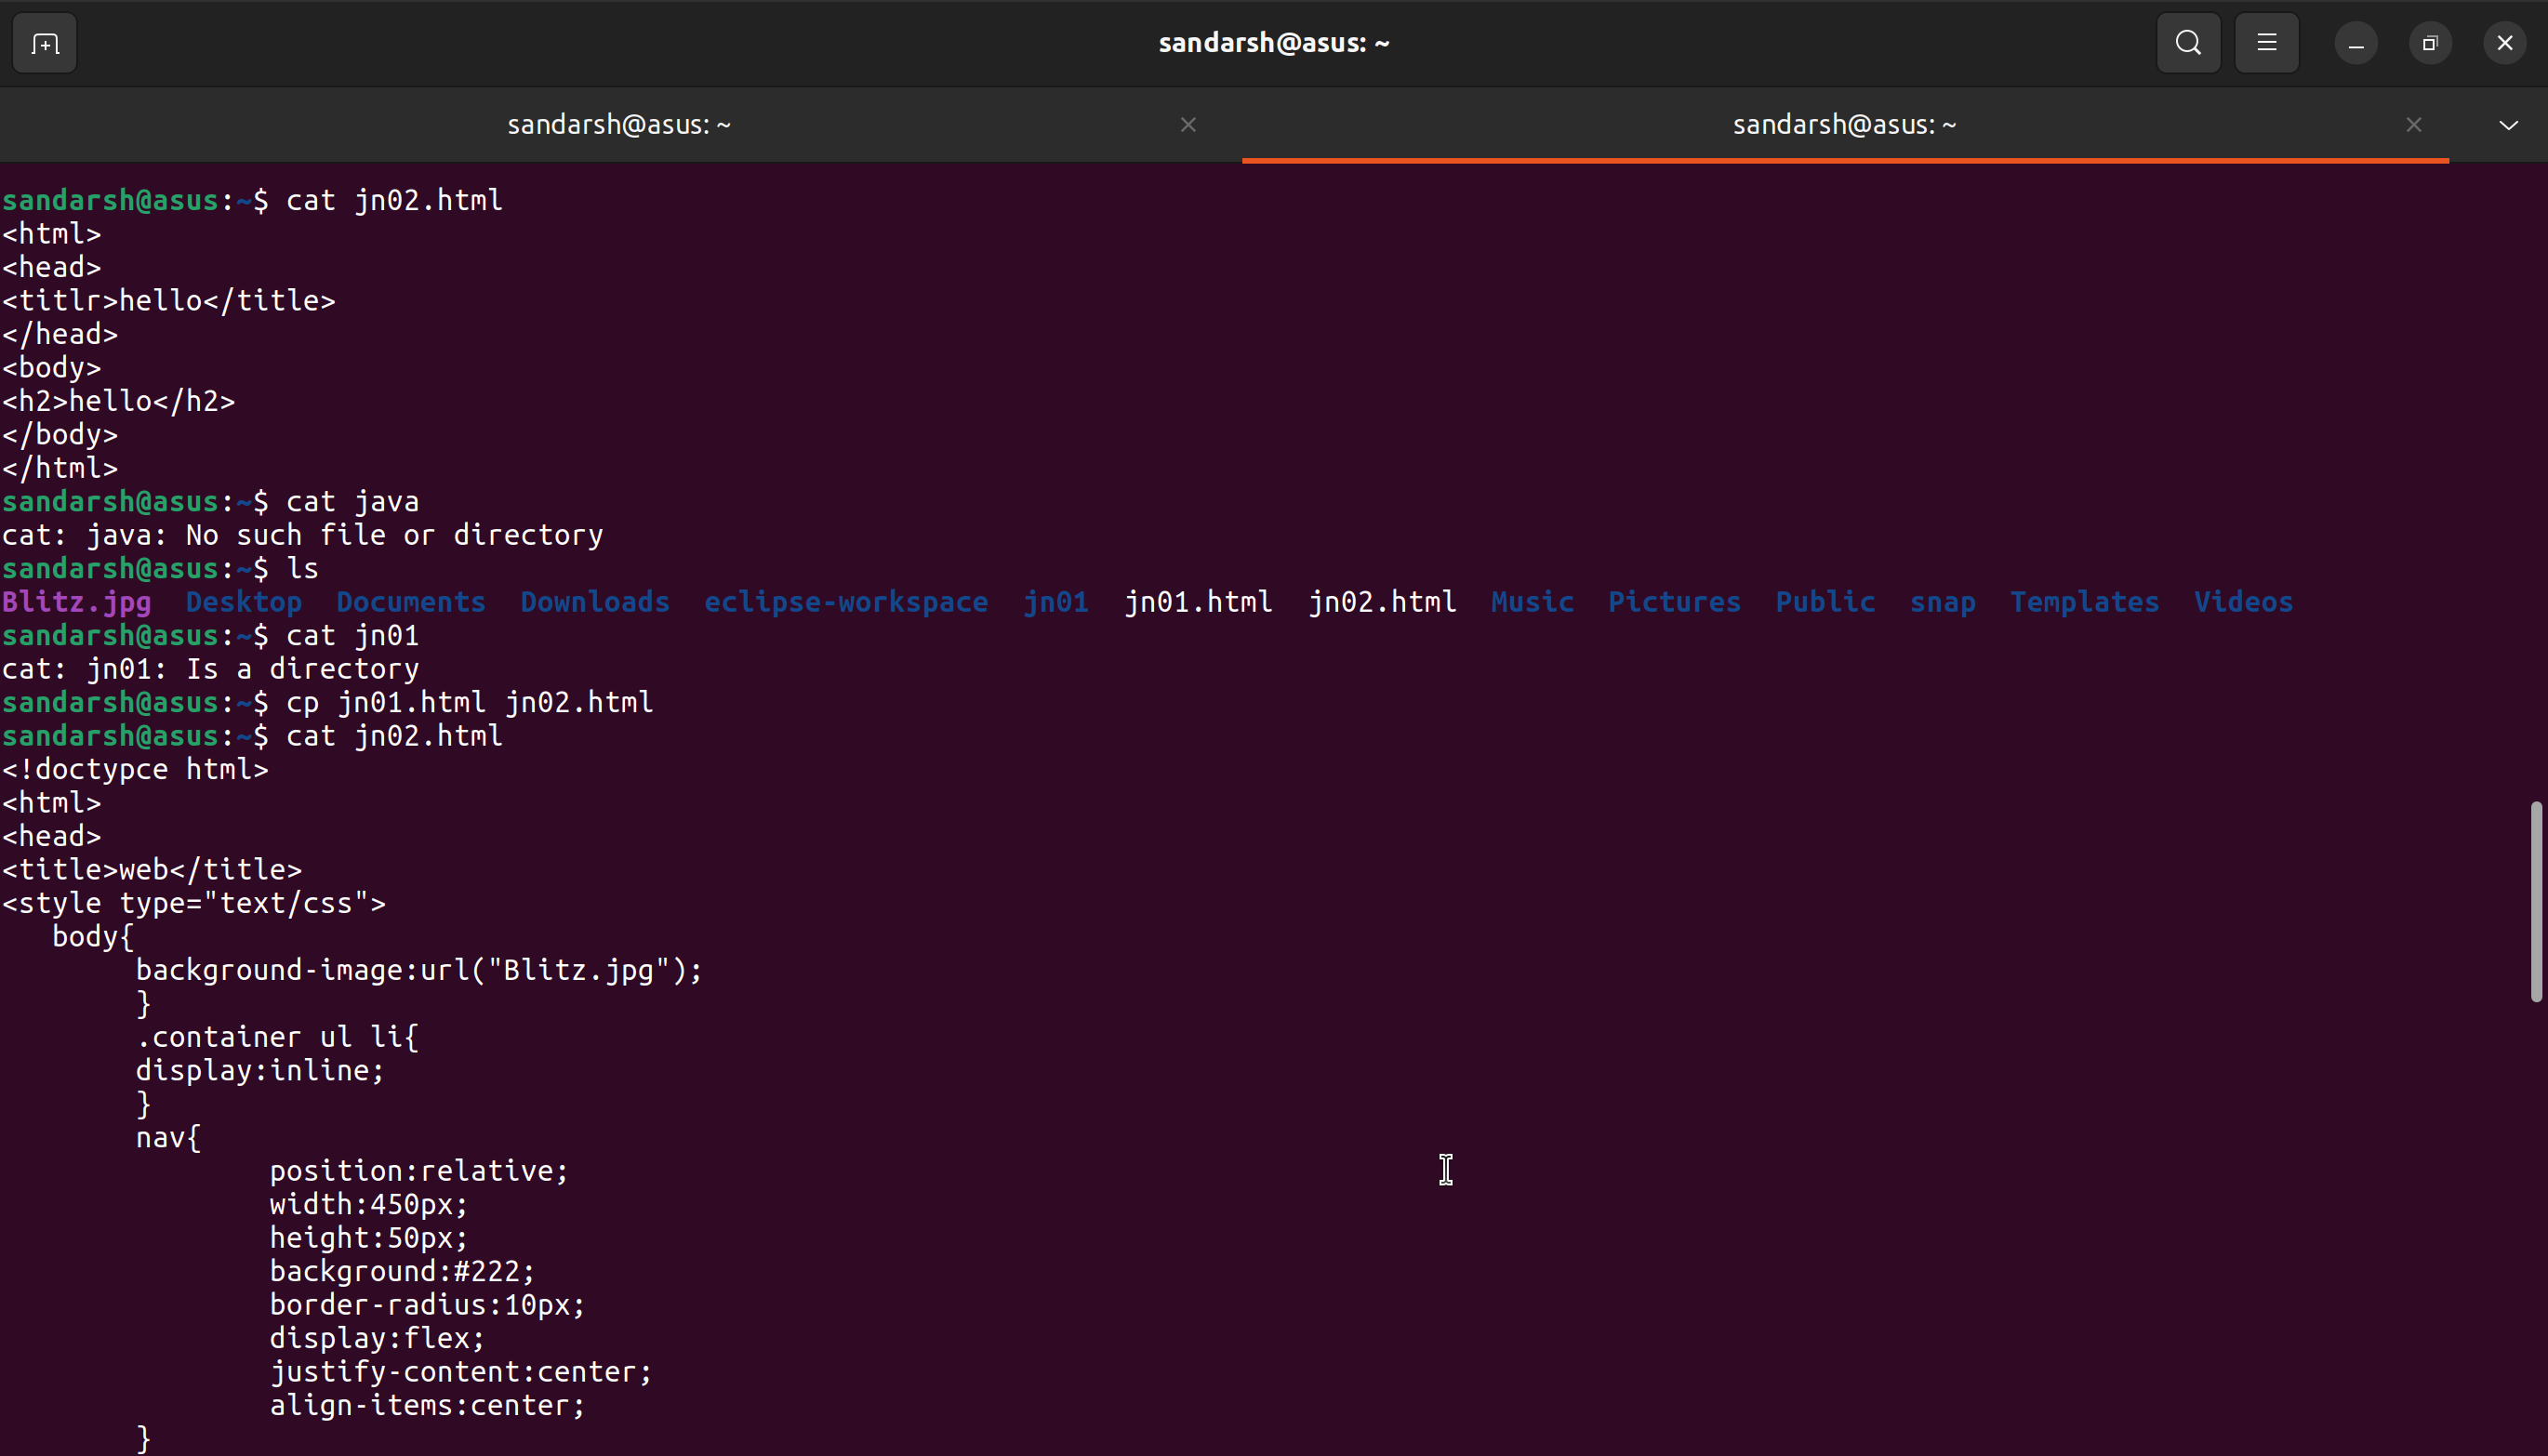 sandarsh@asus: ~
sandarsh@asus: ~
sandarsh@asus: ~
sandarsh@asus:~$ cat jn02.html
<html>
<head>
<titlr>hello</title>
</head>
<body>
<h2>hello</h2>
</body>
</html>
sandarsh@asus:~$ cat java
cat: java: No such file or directory
sandarsh@asus:~$ ls
Blitz.jpg  Desktop  Documents  Downloads  eclipse-workspace  jn01  jn01.html  jn02.html  Music  Pictures  Public  snap  Templates  Videos
sandarsh@asus:~$ cat jn01
cat: jn01: Is a directory
sandarsh@asus:~$ cp jn01.html jn02.html
sandarsh@asus:~$ cat jn02.html
<!doctypce html>
<html>
<head>
<title>web</title>
<style type="text/css">
   body{
        background-image:url("Blitz.jpg");
        }
        .container ul li{
        display:inline;
        }
        nav{
                position:relative;
                width:450px;
                height:50px;
                background:#222;
                border-radius:10px;
                display:flex;
                justify-content:center;
                align-items:center;
        }